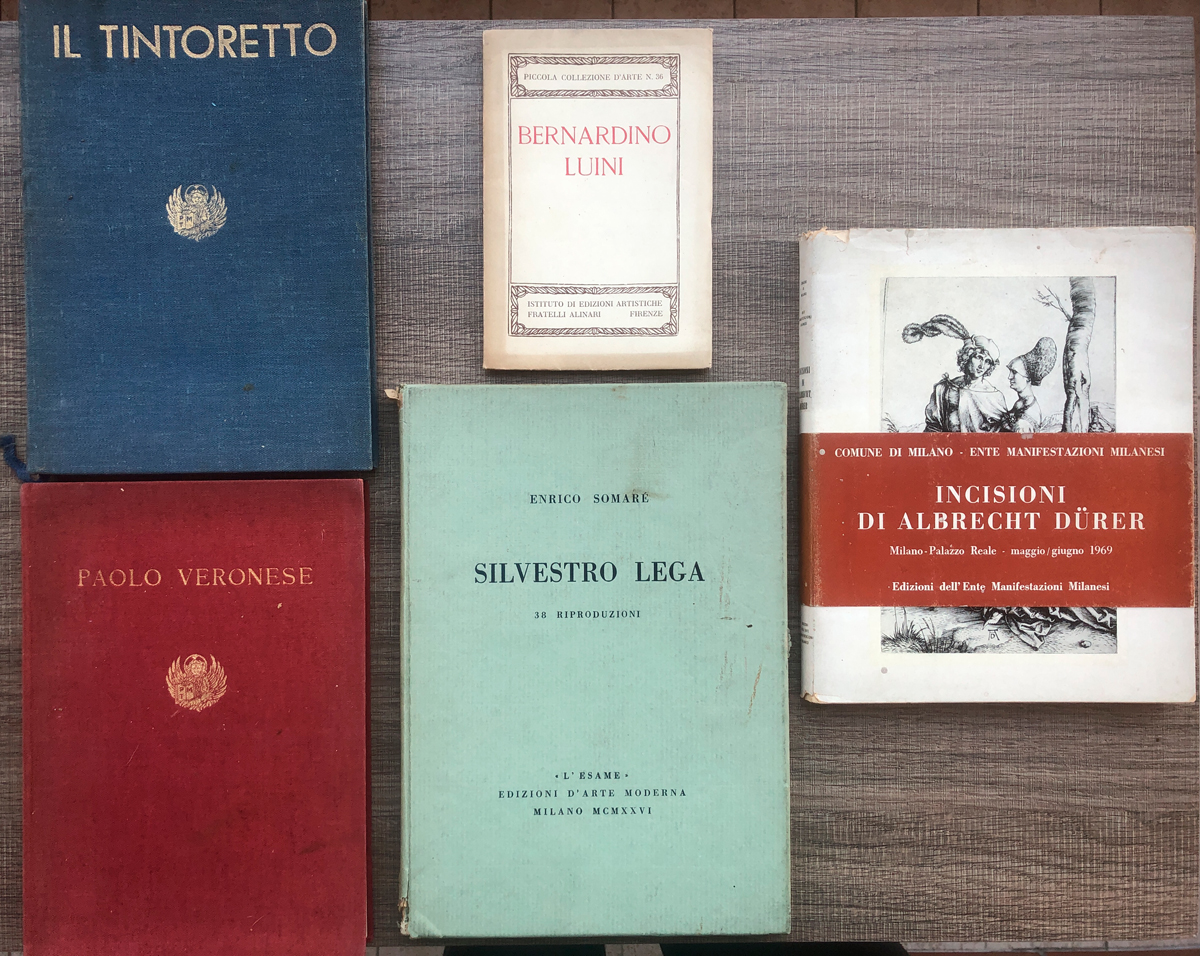 IL TINTORETTO
PICCOLA COLLEZIONE D'ARTE N. 36
BERNARDINO
LUINI
ISTITUTO DI EDIZIONI ARTISTICHE
FRATELLI ALINARI FIRENZE
COMUNE DI MILANO - ENTE MANIFESTAZIONI MILANESI
INCISIONI
DI ALBRECHT DÜRER
Milano-Palazzo Reale - maggio/giugno 1969
Edizioni dell'Ente Manifestazioni Milanesi
PAOLO VERONESE
ENRICO SOMARÉ
SILVESTRO LEGA
38 RIPRODUZIONI
«L'ESAME»
EDIZIONI D'ARTE MODERNA
MILANO MCMXXVI